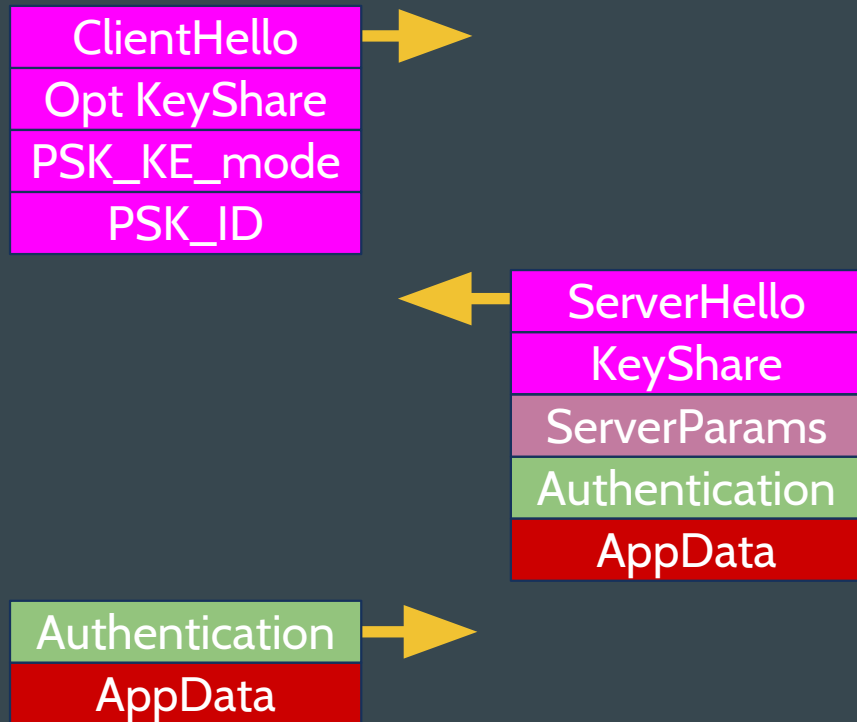 ClientHello
Opt KeyShare
PSK_KE_mode
PSK_ID
ServerHello
KeyShare
ServerParams
Authentication
AppData
Authentication
AppData